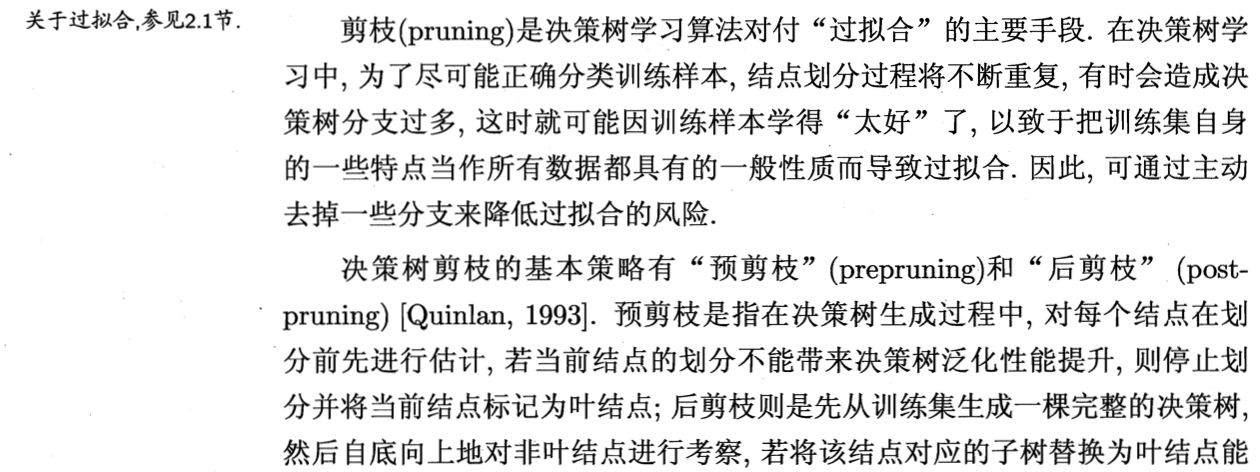 关于过拟合,参见2.1节.
剪枝(pruning)是决策树学习算法对付“过拟合”的主要手段. 在决策树学
习中, 为了尽可能正确分类训练样本, 结点划分过程将不断重复, 有时会造成决
策树分支过多, 这时就可能因训练样本学得“太好”了, 以致于把训练集自身
的一些特点当作所有数据都具有的一般性质而导致过拟合. 因此, 可通过主动
去掉一些分支来降低过拟合的风险.
决策树剪枝的基本策略有“预剪枝”(prepruning)和“后剪枝” (post-
pruning) [Quinlan, 1993]. 预剪枝是指在决策树生成过程中, 对每个结点在划
分前先进行估计, 若当前结点的划分不能带来决策树泛化性能提升, 则停止划
分并将当前结点标记为叶结点; 后剪枝则是先从训练集生成一棵完整的决策树,
然后自底向上地对非叶结点进行考察, 若将该结点对应的子树替换为叶结点能